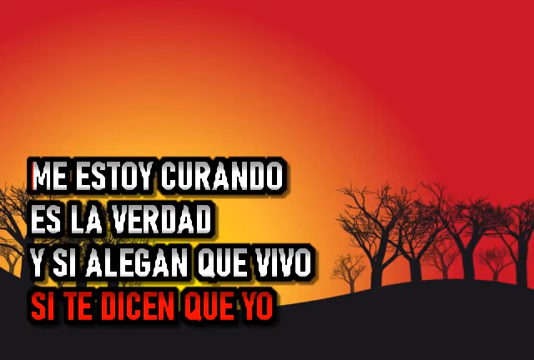 ME ESTOY CURANDO
ES LA VERDAD
Y SI ALEGAN QUE VIVO
SI TE DICEN QUE YO